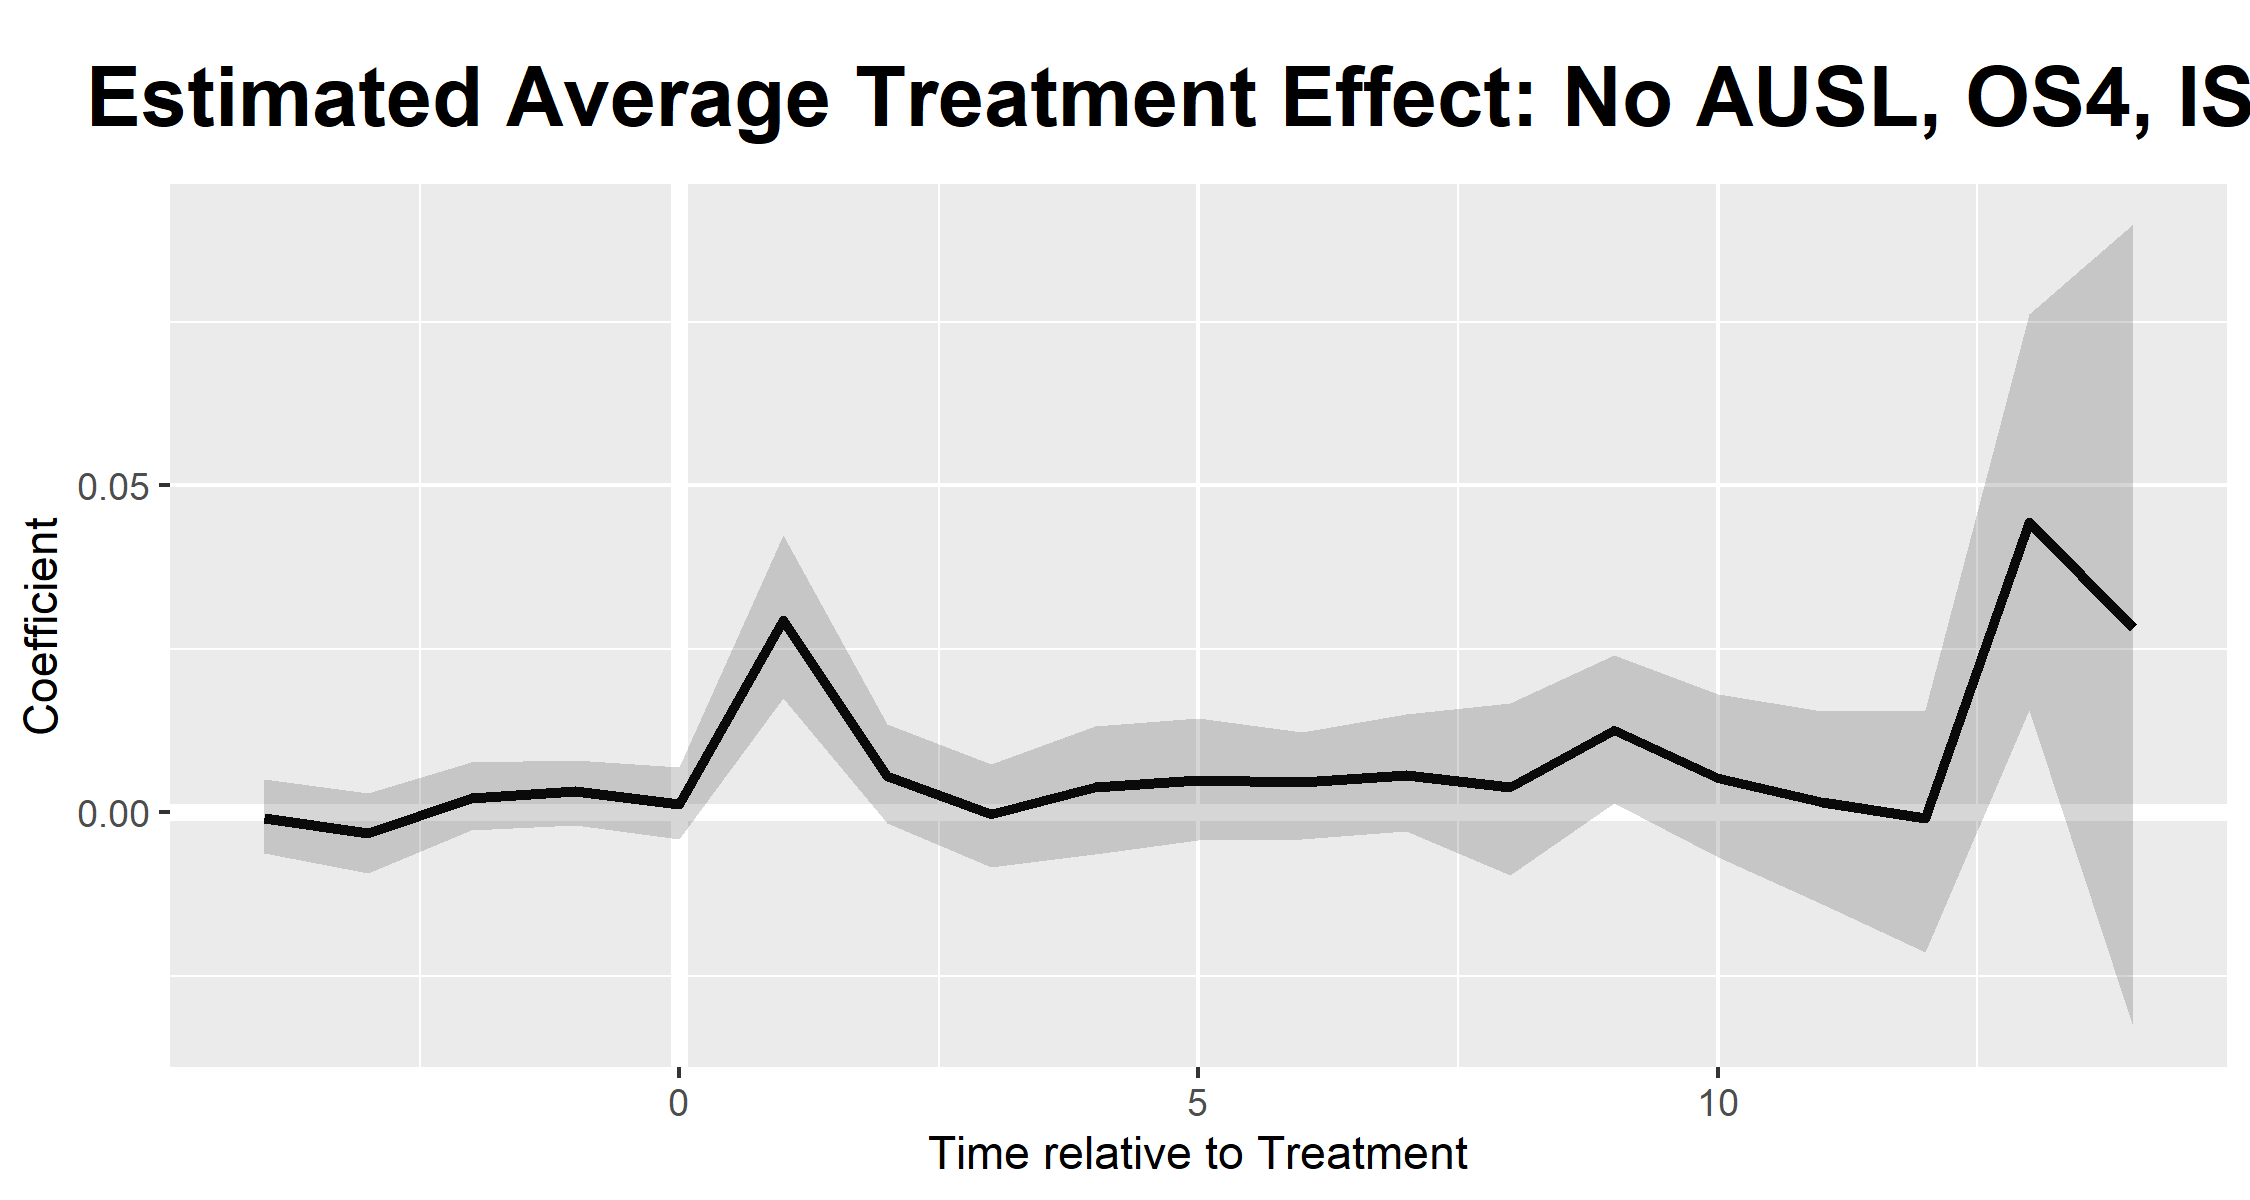 Estimated Average Treatment Effect: No AUSL, OS4, IS
0.05
0.00
Coefficient
0
5
10
Time relative to Treatment